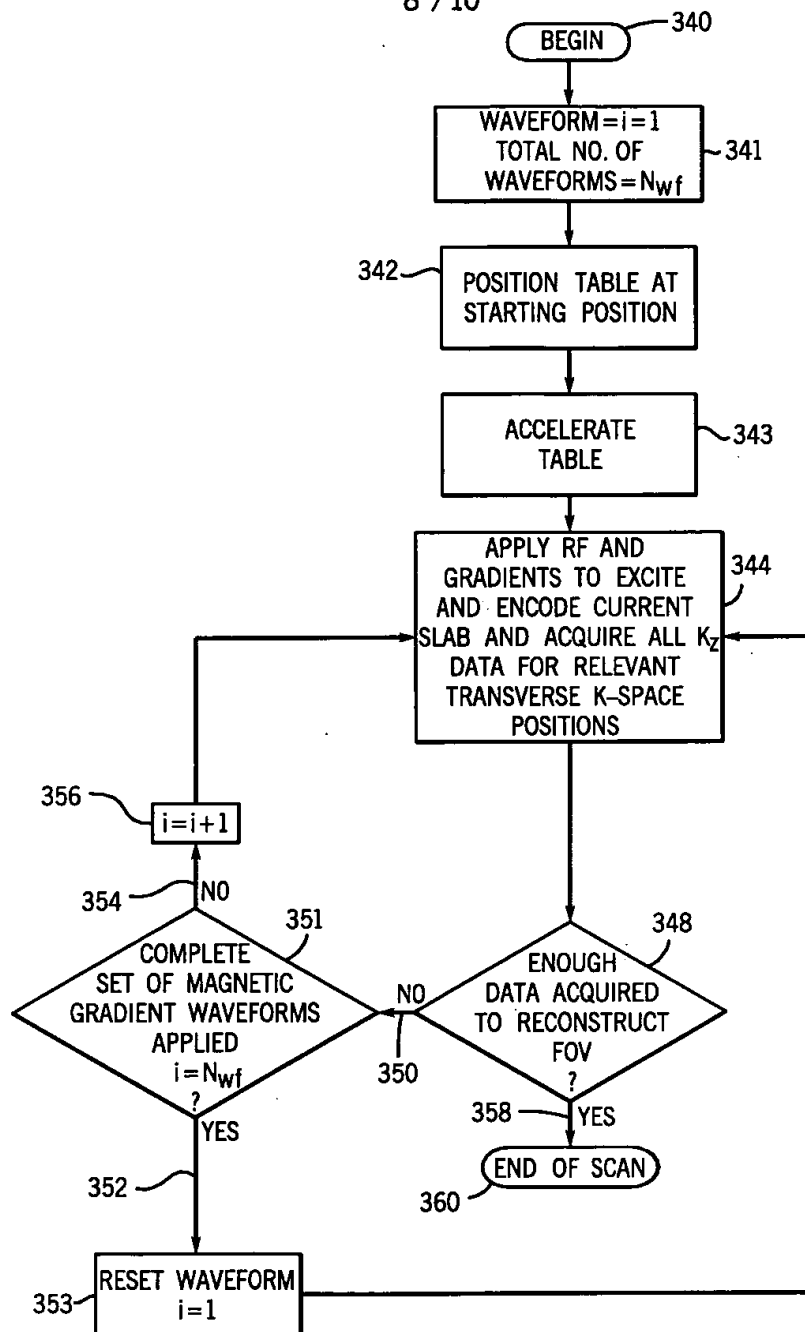 8 / 10
BEGIN
340
WAVEFORM=i=1
TOTAL NO. OF
WAVEFORMS=Nwf
341
342
POSITION TABLE AT
STARTING POSITION
ACCELERATE
TABLE
343
APPLY RF AND
GRADIENTS TO EXCITE
AND ENCODE CURRENT
SLAB AND ACQUIRE ALL KZ
DATA FOR RELEVANT
TRANSVERSE K-SPACE
POSITIONS
344
356
i=i+1
354
NO
351
COMPLETE
SET OF MAGNETIC
GRADIENT WAVEFORMS
APPLIED
i=Nwf
?
YES
352
NO
350
348
ENOUGH
DATA ACQUIRED
TO RECONSTRUCT
FOV
?
358
YES
END OF SCAN
360
RESET WAVEFORM
i=1
353